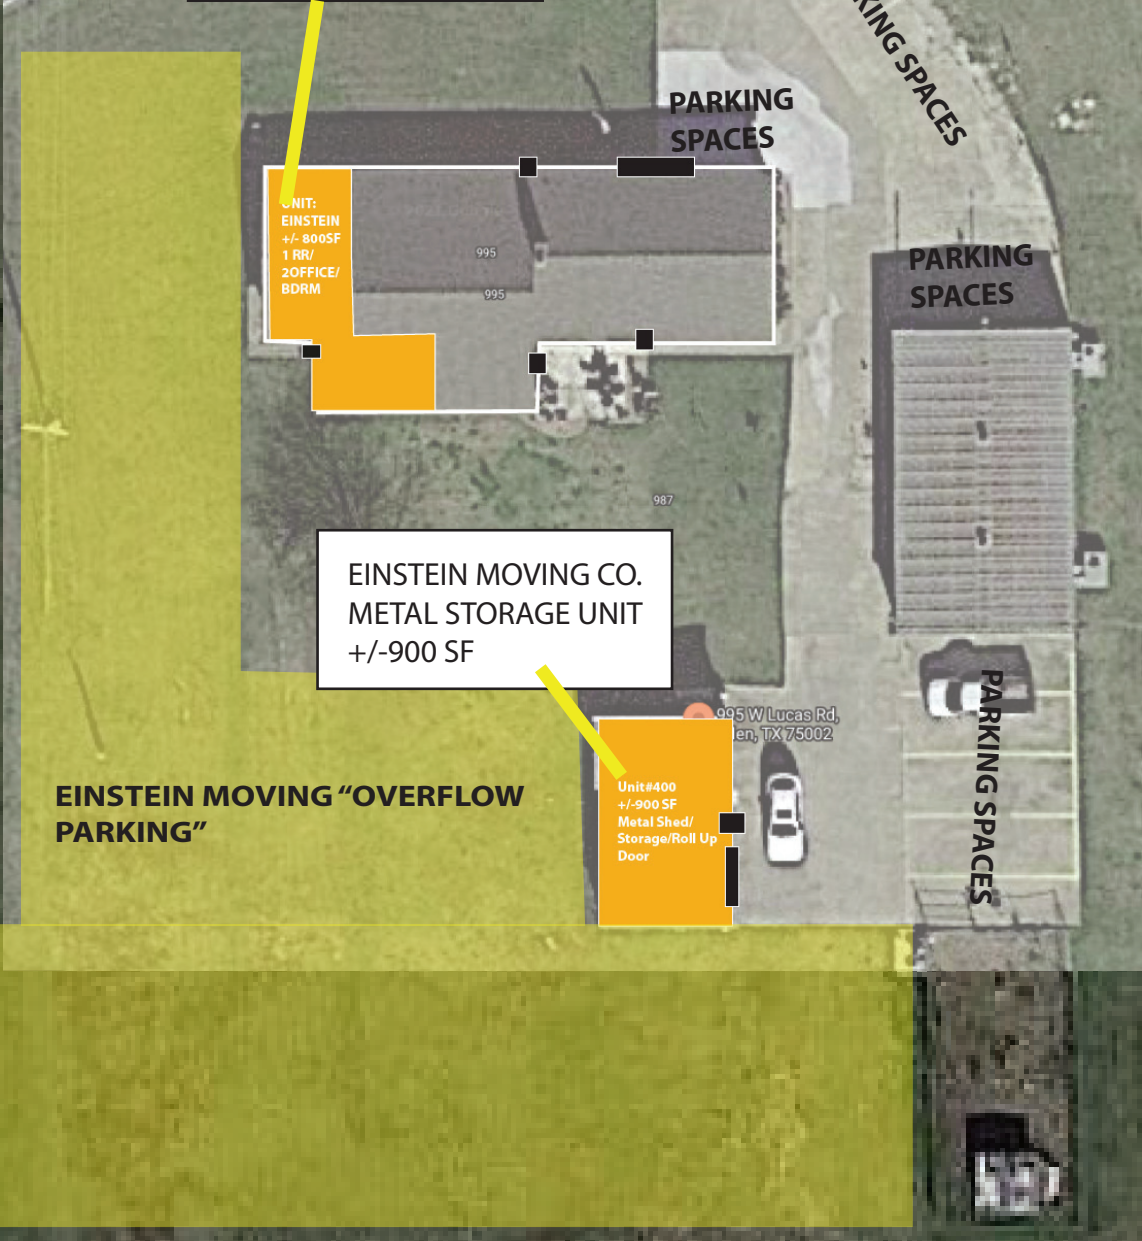 KING SPACES
PARKING
SPACES
UNIT:
EINSTEIN
+/- 800SF
1 RR/
2OFFICE/
BDRM
995
995
PARKING
SPACES
987
EINSTEIN MOVING CO.
METAL STORAGE UNIT
+/-900 SF
PARKING SPACES
995 W Lucas Rd,
len, TX 75002
Unit#400
+/-900 SF
Metal Shed/
Storage/Roll Up
Door
EINSTEIN MOVING “OVERFLOW
PARKING”